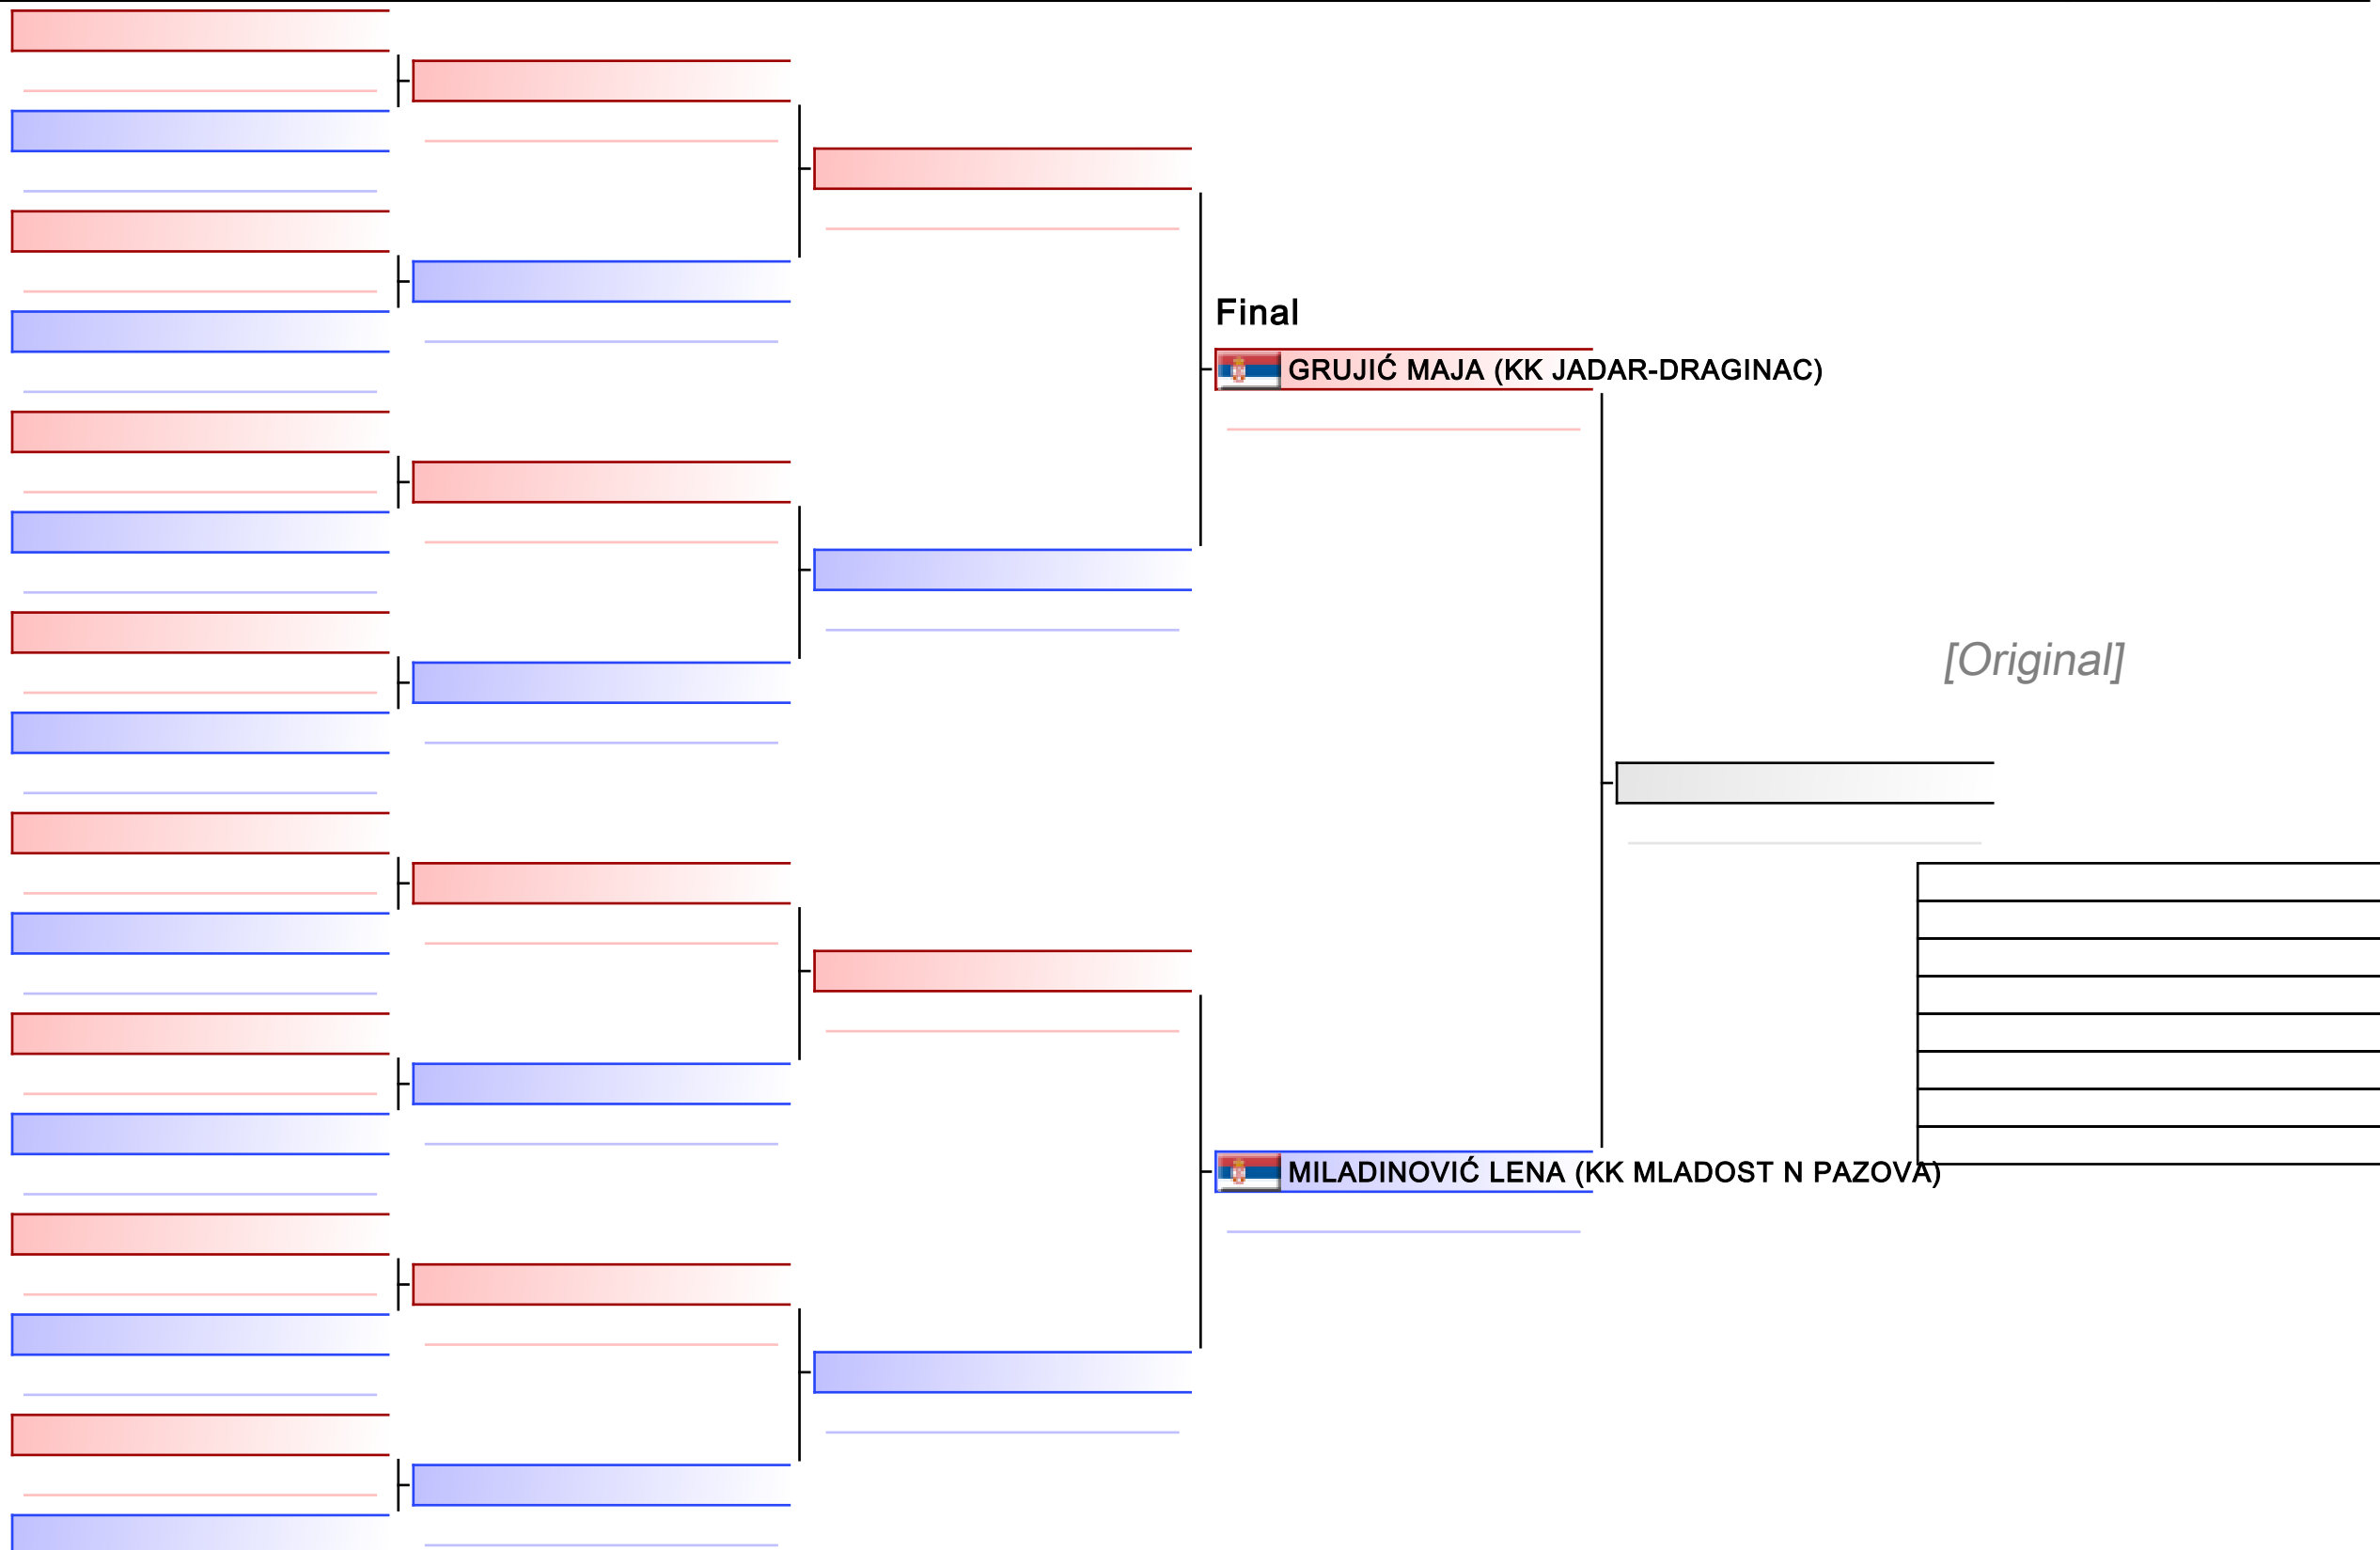 Final
GRUJIĆ MAJA (KK JADAR-DRAGINAC)
[Original]
MILADINOVIĆ LENA (KK MLADOST N PAZOVA)